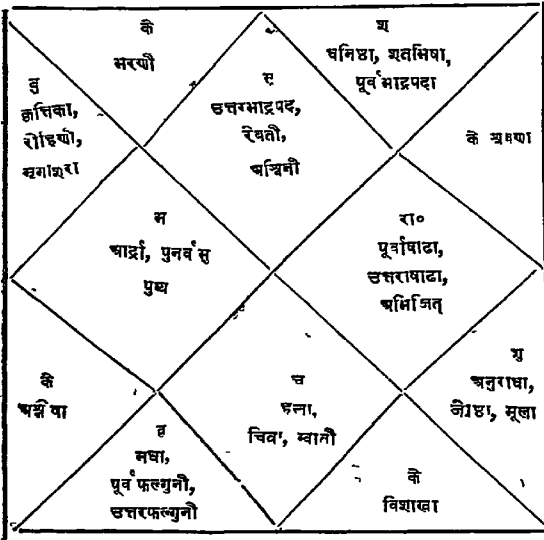 के
भरणी
श
धनिष्ठा, शतभिषा,
पूर्वभाद्रपदा
बु
कृत्तिका,
रोहिणी,
मृगशिरा
सू
उत्तरभाद्रपद,
रेवती,
अश्विनी
के श्रवणा
म
आर्द्रा, पुनर्वसु
पुष्य
रा०
पूर्वाषाढा,
उत्तराषाढा,
अभिजित्
के
अश्लेषा
च
हस्ता,
चित्रा, स्वाती
शु
अनुराधा,
ज्येष्ठा, मूला
बृ
मघा,
पूर्वफल्गुनी,
उत्तरफल्गुनी
के
विशाखा